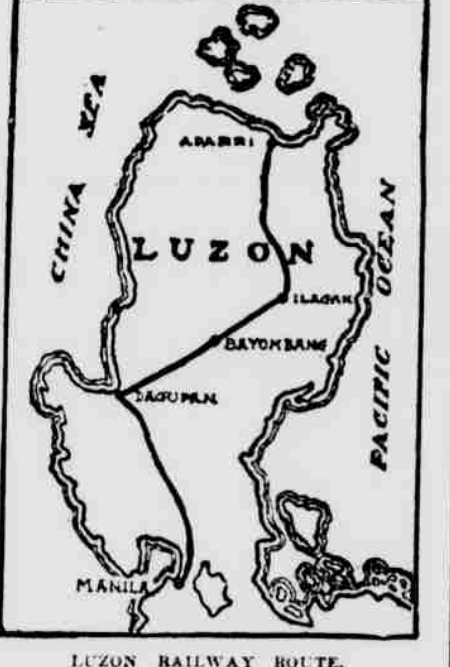 CHINA SEA
APARRI
LUZON
PACIFIC OCEAN
ILAGAN
BAYOMBANG
DAGUPAN
MANILA
LUZON RAILWAY ROUTE.